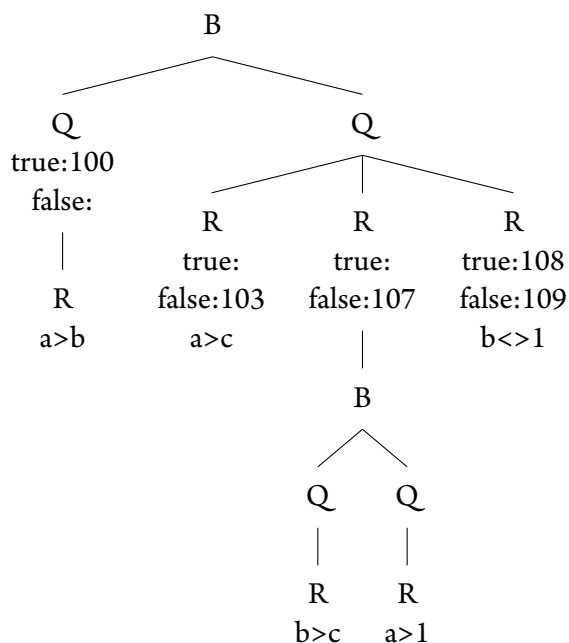 B
Q Q
true:100
false:
R R R
true: true: true:108
false:103 false:107 false:109
R a>c b<>1
a>b
B
Q Q
R R
b>c a>1